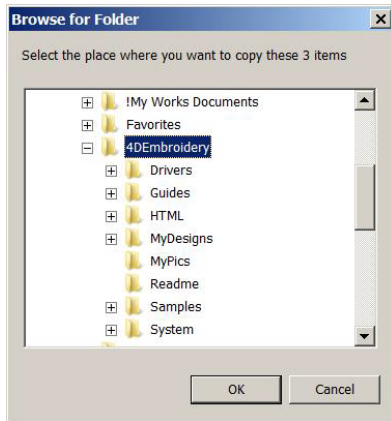 Browse for Folder
Select the place where you want to copy these 3 items
!My Works Documents
Favorites
4DEmbroidery
Drivers
Guides
HTML
MyDesigns
MyPics
Readme
Samples
System
OK
Cancel